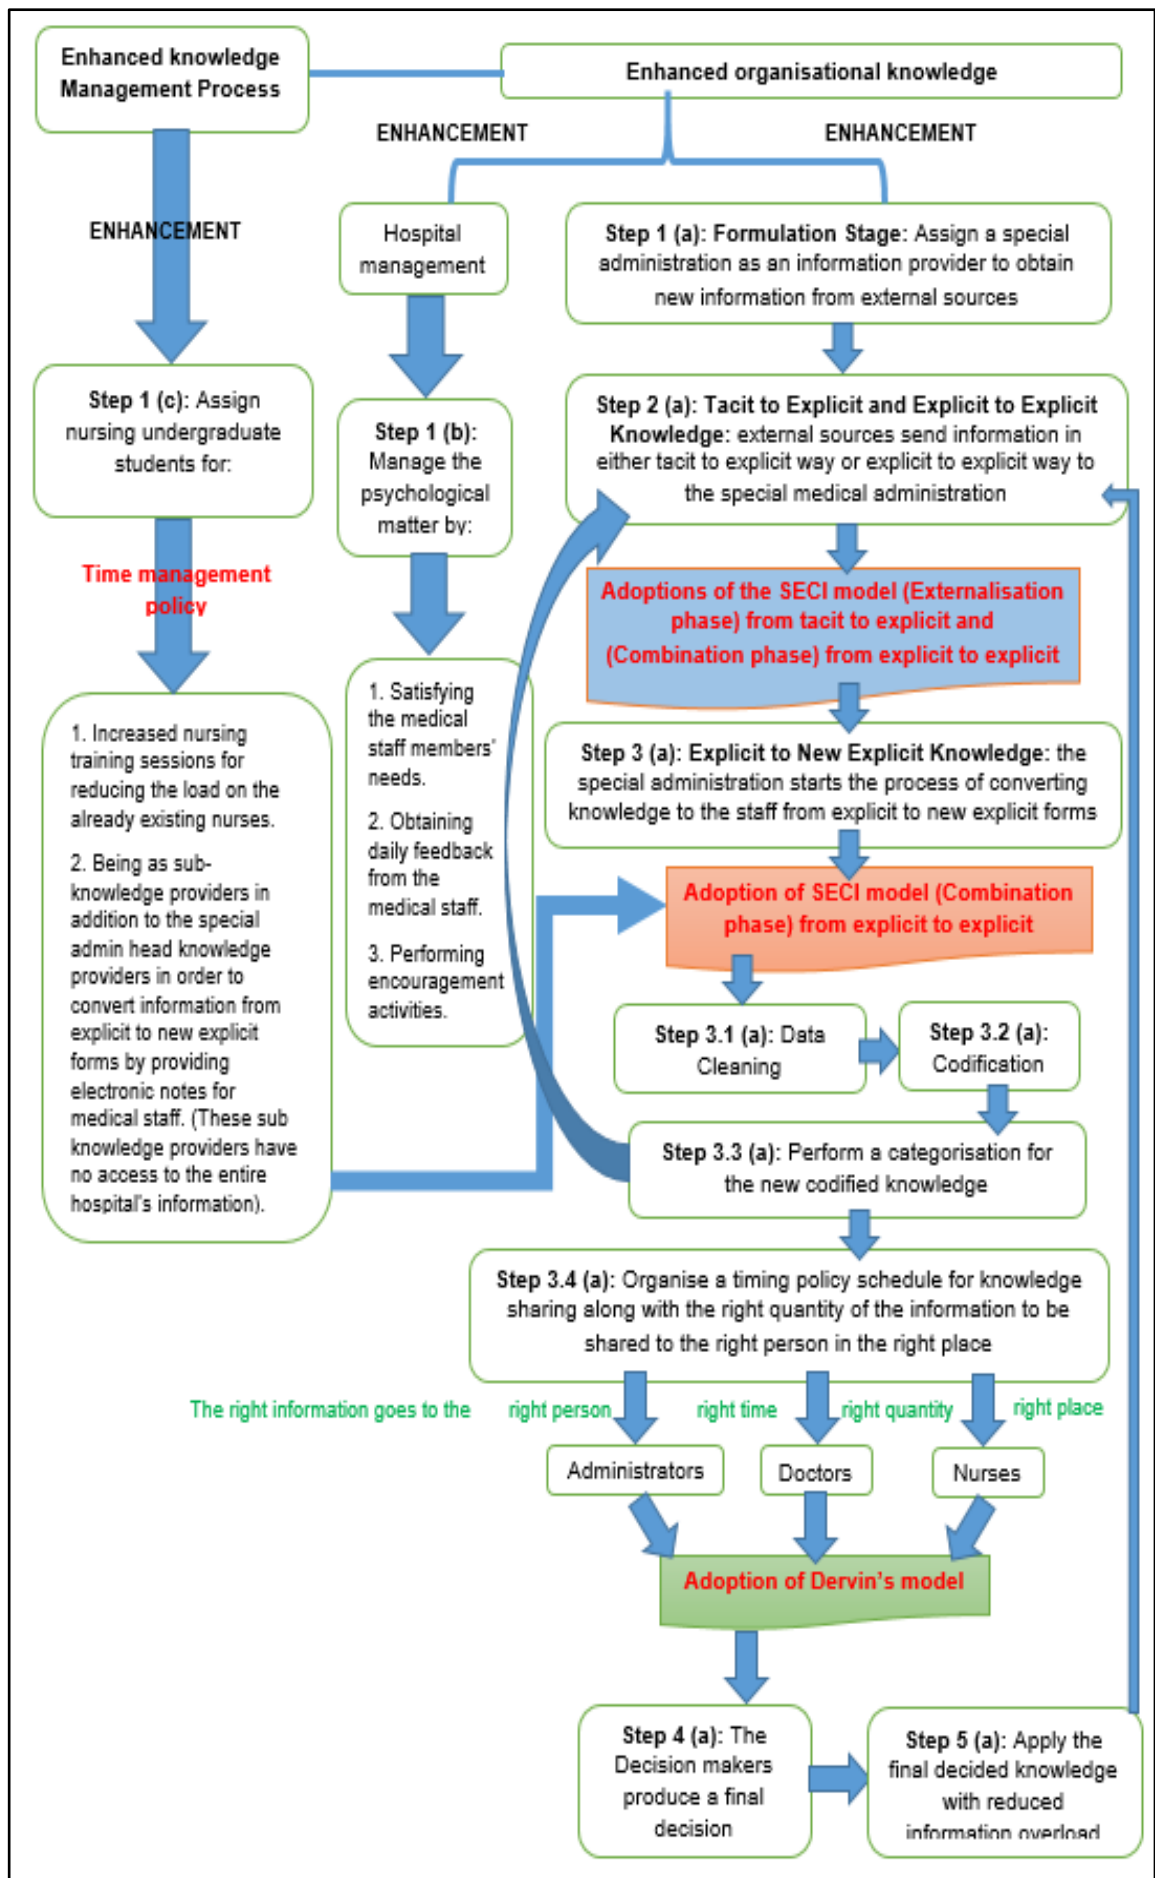 Enhanced knowledge
Management Process
Enhanced organisational knowledge
ENHANCEMENT
ENHANCEMENT
ENHANCEMENT
Hospital
management
Step 1 (a): Formulation Stage: Assign a special
administration as an information provider to obtain
new information from external sources
Step 1 (c): Assign
nursing undergraduate
students for:
Step 1 (b):
Manage the
psychological
matter by:
Step 2 (a): Tacit to Explicit and Explicit to Explicit
Knowledge: external sources send information in
either tacit to explicit way or explicit to explicit way to
the special medical administration
Time management
policy
Adoptions of the SECI model (Externalisation
phase) from tacit to explicit and
(Combination phase) from explicit to explicit
1. Increased nursing
training sessions for
reducing the load on the
already existing nurses.
2. Being as sub-
knowledge providers in
addition to the special
admin head knowledge
providers in order to
convert information from
explicit to new explicit
forms by providing
electronic notes for
medical staff. (These sub
knowledge providers have
no access to the entire
hospital's information).
1. Satisfying
the medical
staff members'
needs.
2. Obtaining
daily feedback
from the
medical staff.
3. Performing
encouragement
activities.
Step 3 (a): Explicit to New Explicit Knowledge: the
special administration starts the process of converting
knowledge to the staff from explicit to new explicit forms
Adoption of SECI model (Combination
phase) from explicit to explicit
Step 3.1 (a): Data
Cleaning
Step 3.2 (a):
Codification
Step 3.3 (a): Perform a categorisation for
the new codified knowledge
Step 3.4 (a): Organise a timing policy schedule for knowledge
sharing along with the right quantity of the information to be
shared to the right person in the right place
The right information goes to the right person right time right quantity right place
Administrators
Doctors
Nurses
Adoption of Dervin's model
Step 4 (a): The
Decision makers
produce a final
decision
Step 5 (a): Apply the
final decided knowledge
with reduced
information overload